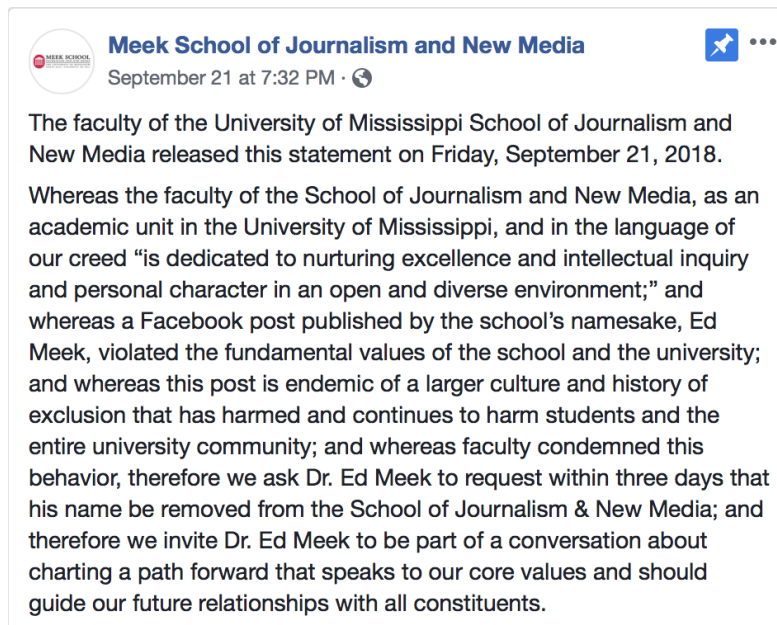 Meek School of Journalism and New Media
September 21 at 7:32 PM ·
MEEK SCHOOL
The faculty of the University of Mississippi School of Journalism and
New Media released this statement on Friday, September 21, 2018.
Whereas the faculty of the School of Journalism and New Media, as an
academic unit in the University of Mississippi, and in the language of
our creed “is dedicated to nurturing excellence and intellectual inquiry
and personal character in an open and diverse environment;” and
whereas a Facebook post published by the school’s namesake, Ed
Meek, violated the fundamental values of the school and the university;
and whereas this post is endemic of a larger culture and history of
exclusion that has harmed and continues to harm students and the
entire university community; and whereas faculty condemned this
behavior, therefore we ask Dr. Ed Meek to request within three days that
his name be removed from the School of Journalism & New Media; and
therefore we invite Dr. Ed Meek to be part of a conversation about
charting a path forward that speaks to our core values and should
guide our future relationships with all constituents.